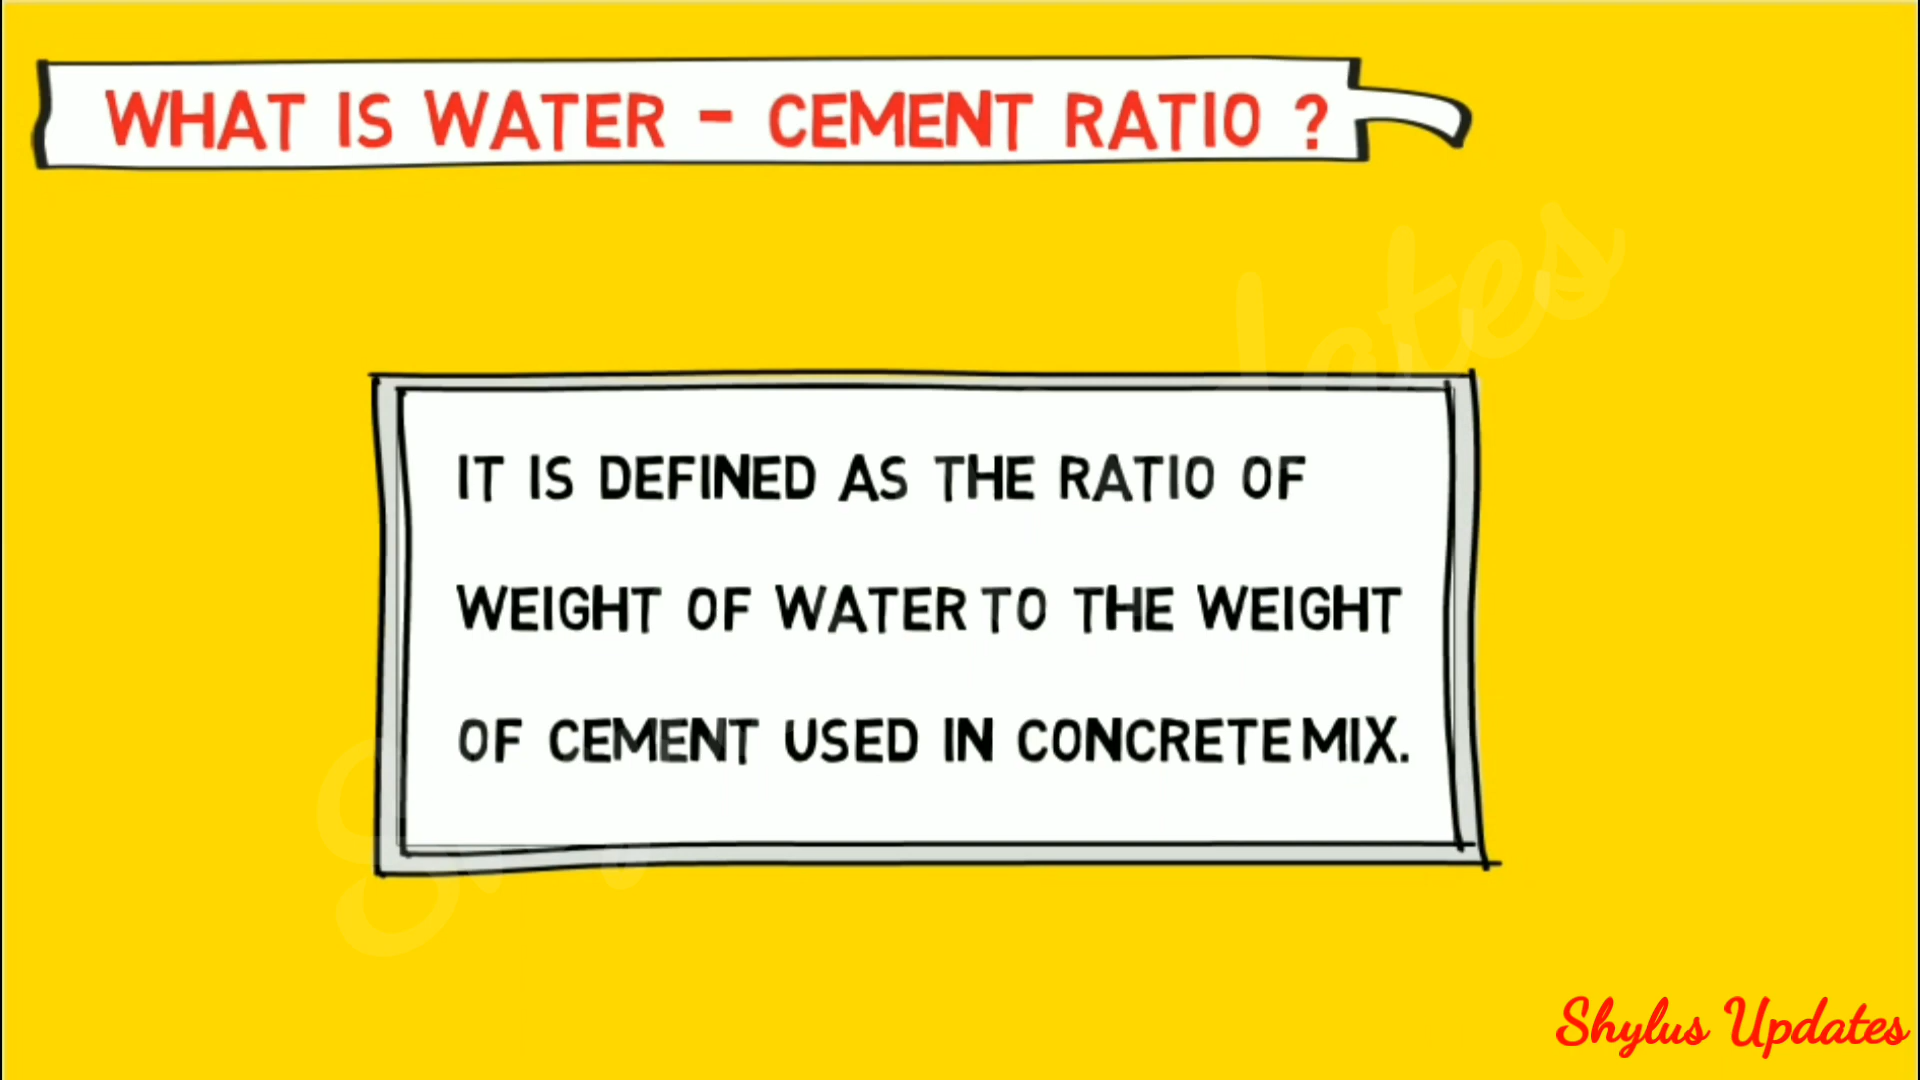 WHAT IS WATER - CEMENT RATIO ?
IT IS DEFINED AS THE RATIO OF
WEIGHT OF WATER TO THE WEIGHT
OF CEMENT USED IN CONCRETE MIX.
Shylus Updates